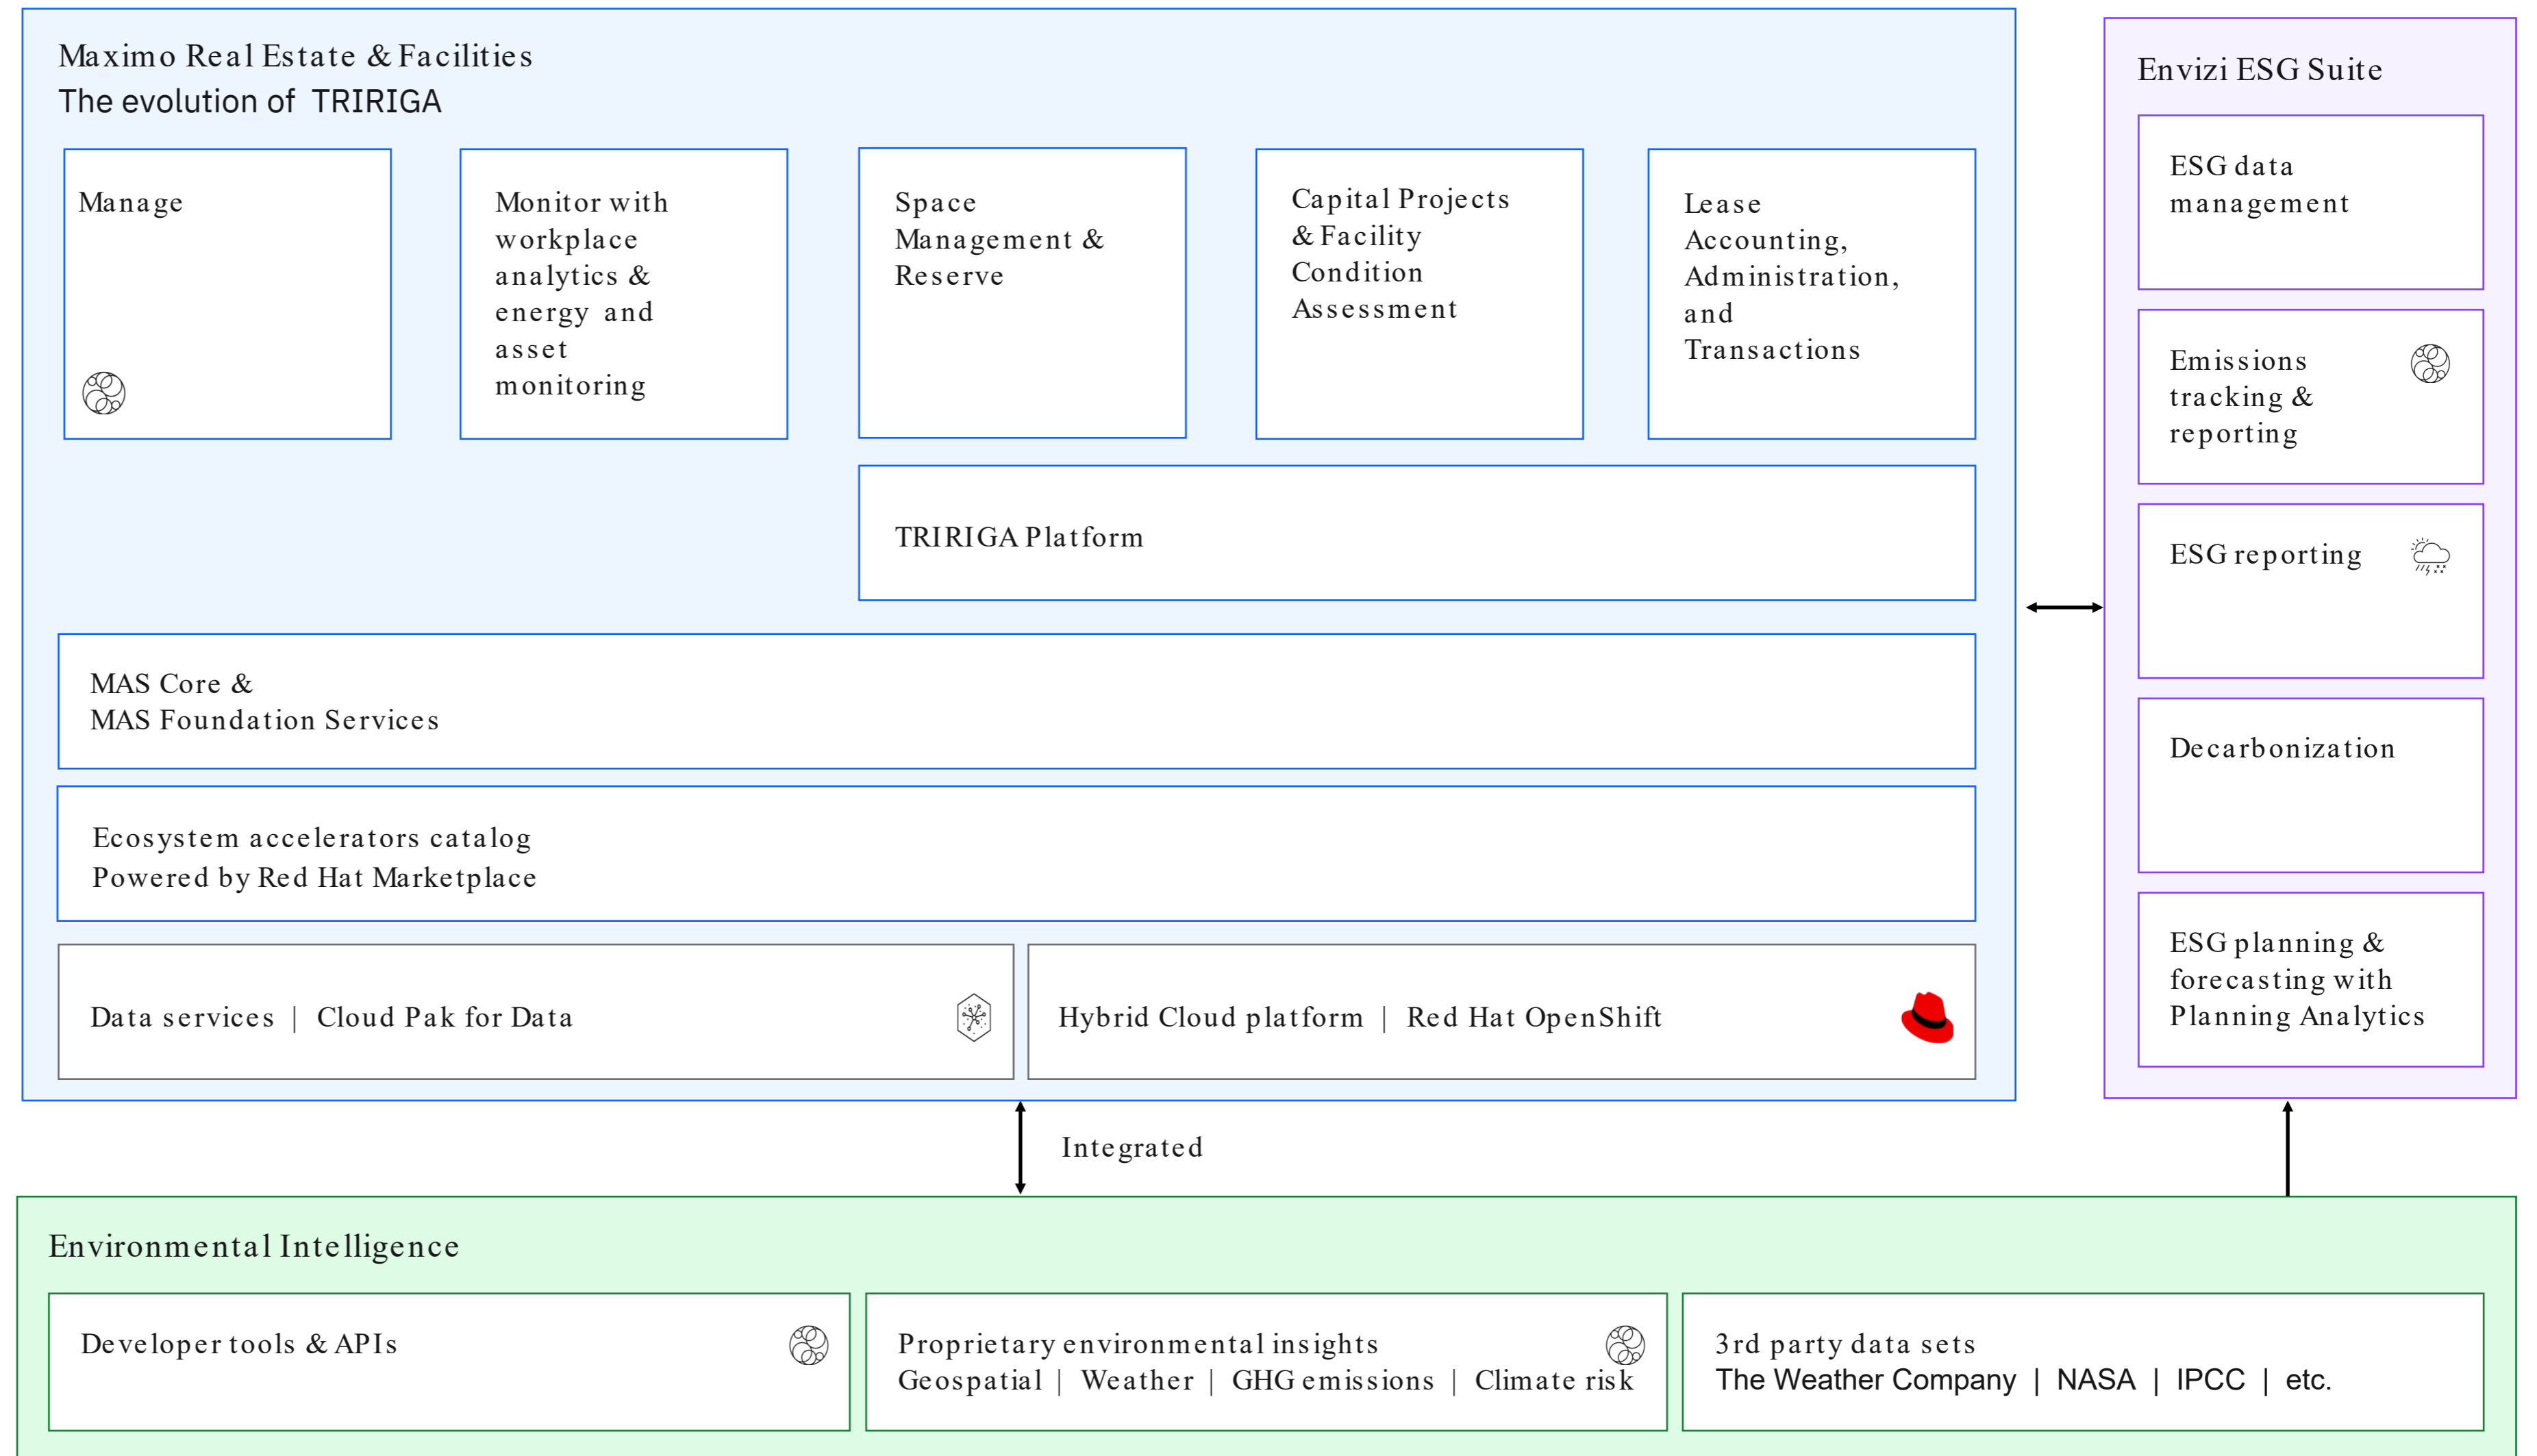 Maximo Real Estate & Facilities
The evolution of TRIRIGA
Manage
Monitor with
workplace
analytics &
energy and
asset
monitoring
Space
Management &
Reserve
Capital Projects
& Facility
Condition
Assessment
Lease
Accounting,
Administration,
and
Transactions
TRIRIGA Platform
MAS Core &
MAS Foundation Services
Ecosystem accelerators catalog
Powered by Red Hat Marketplace
Data services | Cloud Pak for Data
Hybrid Cloud platform | Red Hat OpenShift
Envizi ESG Suite
ESG data
management
Emissions
tracking &
reporting
ESG reporting
Decarbonization
ESG planning &
forecasting with
Planning Analytics
Integrated
Environmental Intelligence
Developer tools & APIs
Proprietary environmental insights
Geospatial | Weather | GHG emissions | Climate risk
3rd party data sets
The Weather Company | NASA | IPCC | etc.